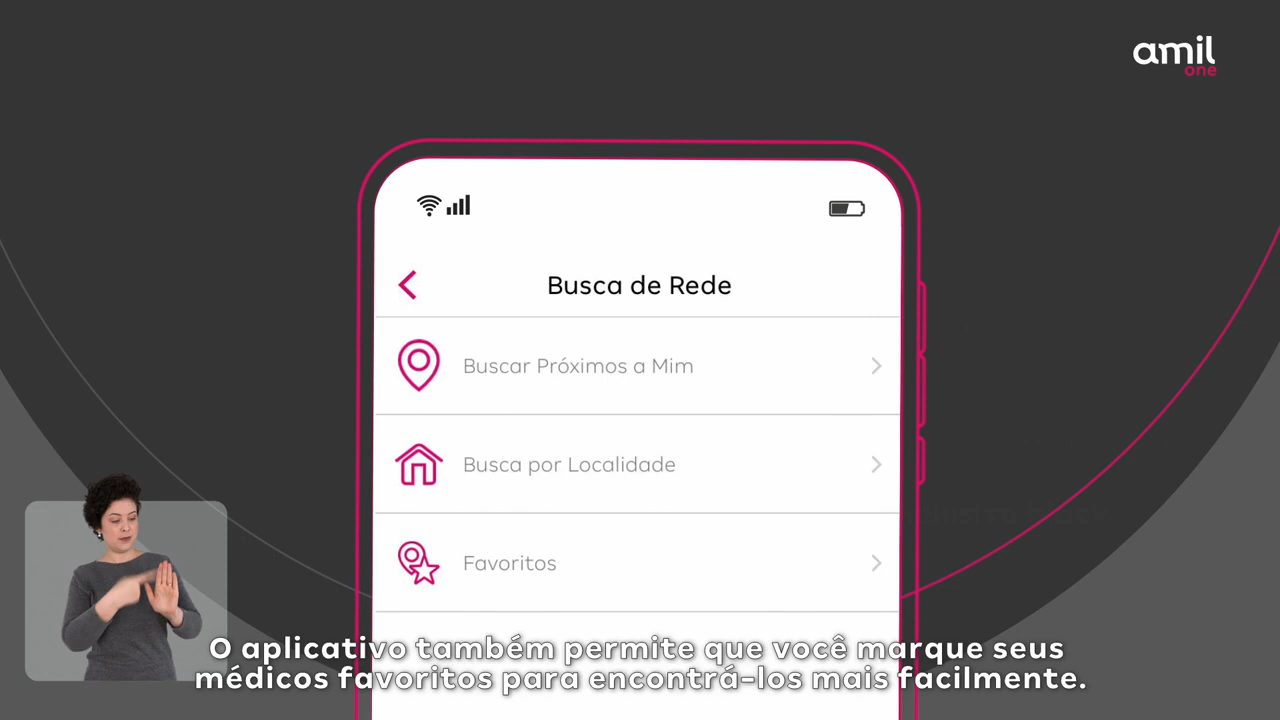 amil
one
Busca de Rede
Buscar Próximos a Mim
Busca por Localidade
Favoritos
O aplicativo também permite que você marque seus
médicos favoritos para encontrá-los mais facilmente.